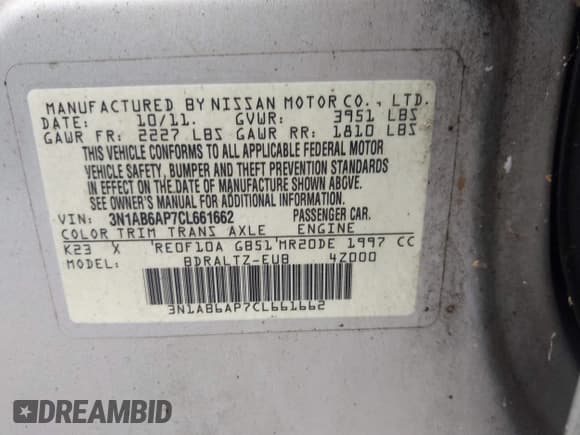 MANUFACTURED BY NISSAN MOTOR CO., LTD.
DATE: 10/11. GVWR: 3951 LBS
GAWR FR: 2227 LBS GAWR RR: 1810 LBS
THIS VEHICLE CONFORMS TO ALL APPLICABLE FEDERAL MOTOR
VEHICLE SAFETY, BUMPER AND THEFT PREVENTION STANDARDS
IN EFFECT ON THE DATE OF MANUFACTURE SHOWN ABOVE.
SEE OWNER'S MANUAL FOR ADDITIONAL INFORMATION
VIN: 3N1AB6AP7CL661662 PASSENGER CAR.
COLOR TRIM TRANS AXLE ENGINE
K23 X RE0F10A GB51 MR20DE 1997 CC
MODEL: BDRALTZ-EUB 4Z000
3N1AB6AP7CL661662
DREAMBID